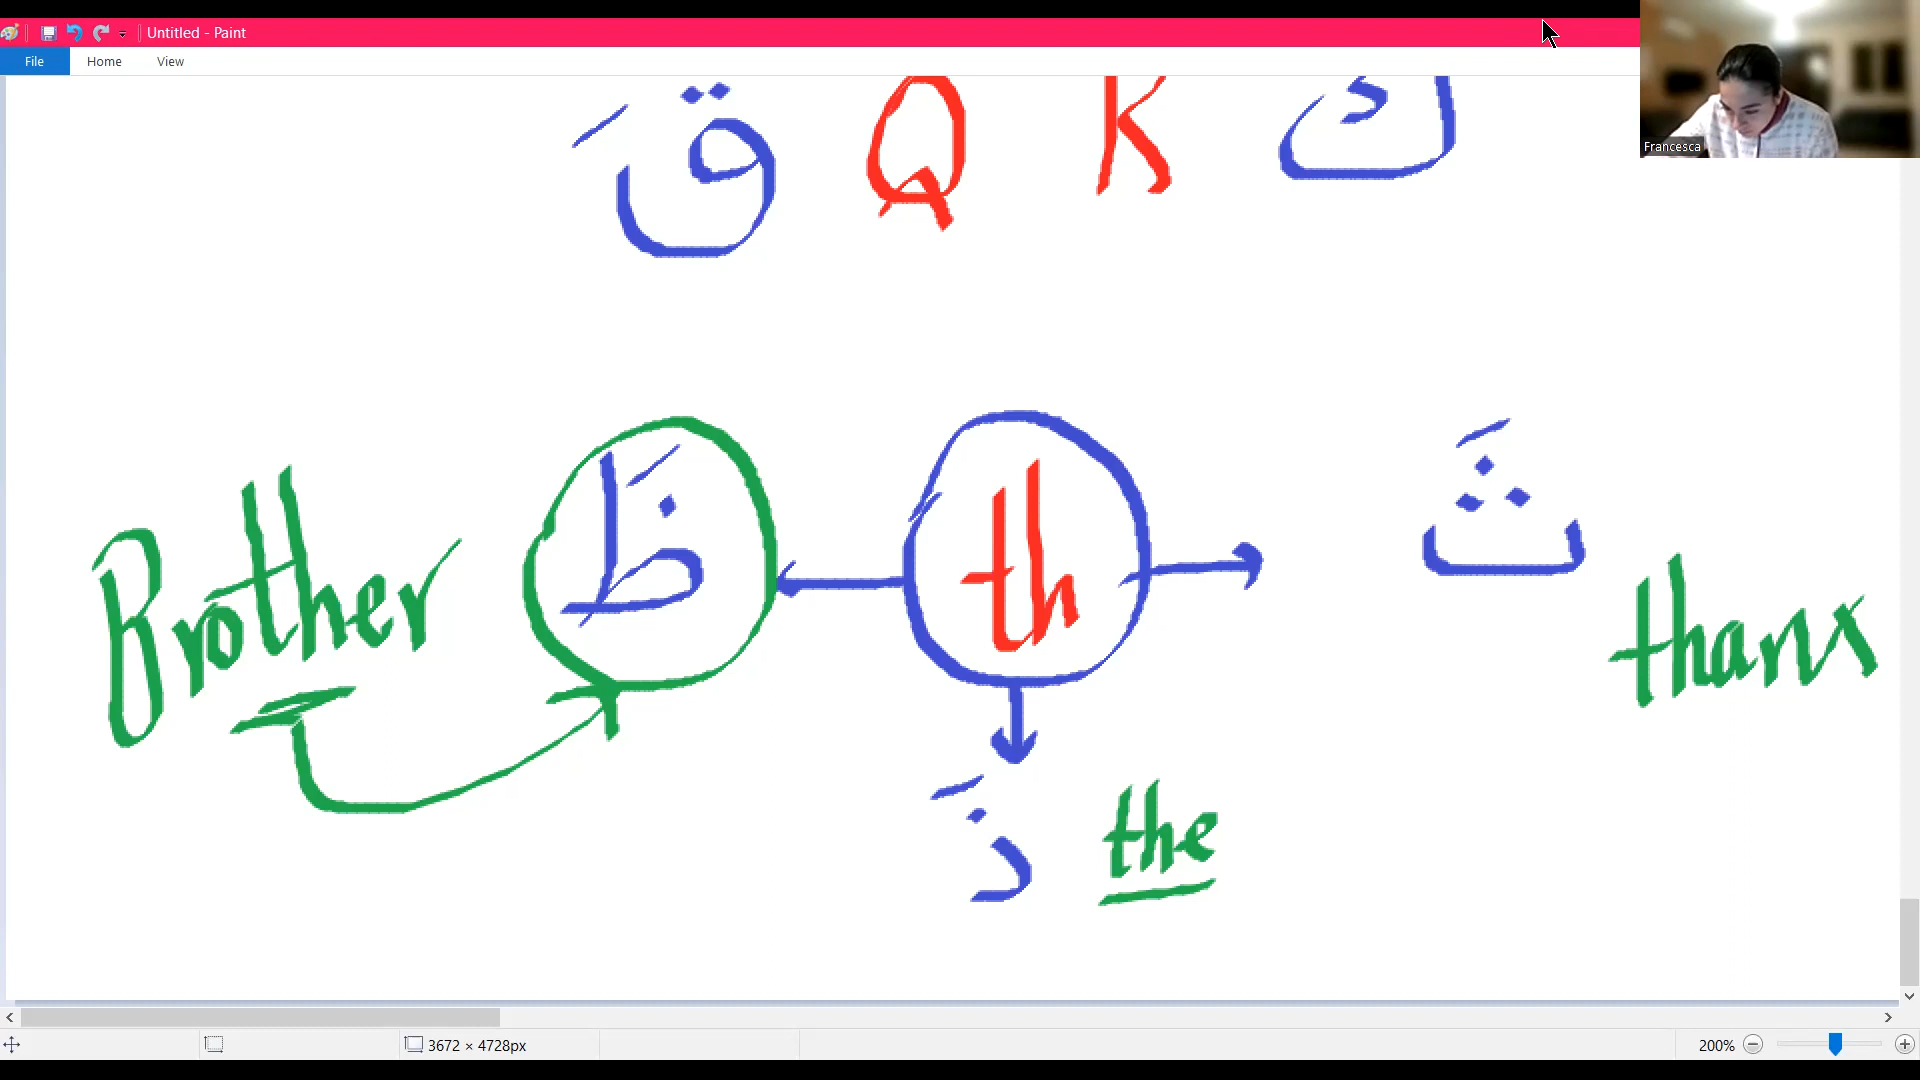 Untitled - Paint
File Home View
Francesca
قَ Q K ك
Brother ظَ th ثَ thanx
ذَ the
3672 × 4728px 200%